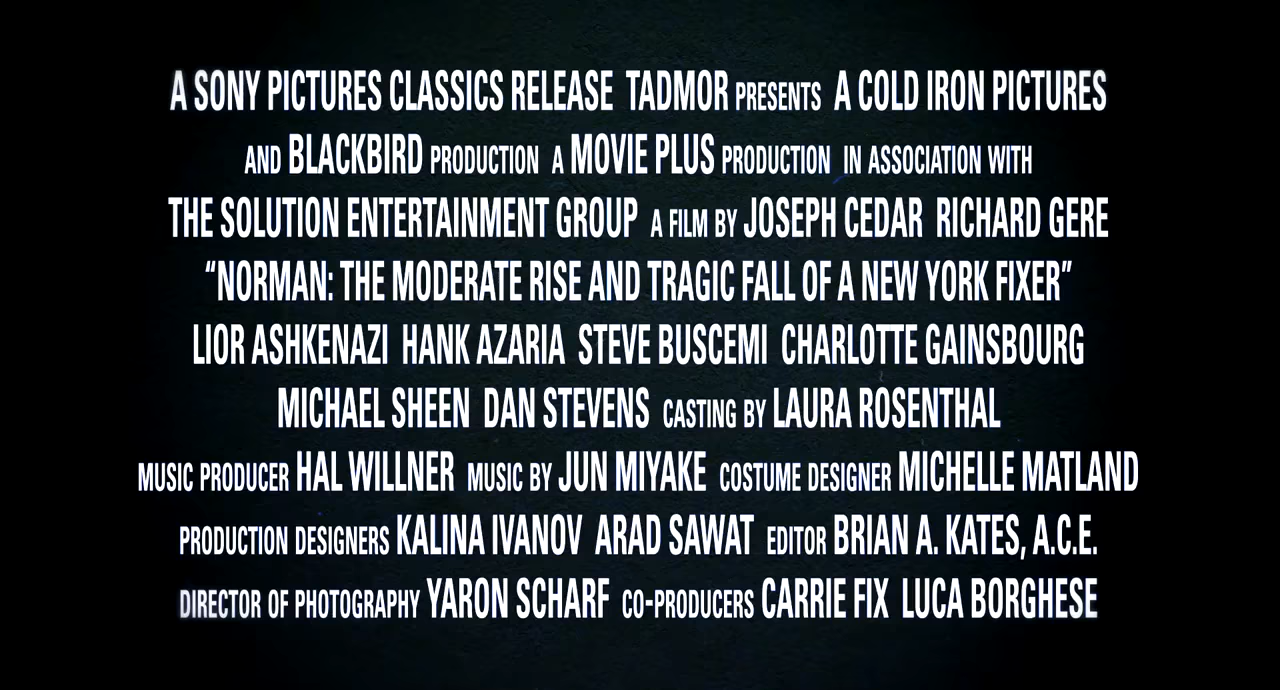 A SONY PICTURES CLASSICS RELEASE TADMOR PRESENTS A COLD IRON PICTURES
AND BLACKBIRD PRODUCTION A MOVIE PLUS PRODUCTION IN ASSOCIATION WITH
THE SOLUTION ENTERTAINMENT GROUP A FILM BY JOSEPH CEDAR RICHARD GERE
“NORMAN: THE MODERATE RISE AND TRAGIC FALL OF A NEW YORK FIXER”
LIOR ASHKENAZI HANK AZARIA STEVE BUSCEMI CHARLOTTE GAINSBOURG
MICHAEL SHEEN DAN STEVENS CASTING BY LAURA ROSENTHAL
MUSIC PRODUCER HAL WILLNER MUSIC BY JUN MIYAKE COSTUME DESIGNER MICHELLE MATLAND
PRODUCTION DESIGNERS KALINA IVANOV ARAD SAWAT EDITOR BRIAN A. KATES, A.C.E.
DIRECTOR OF PHOTOGRAPHY YARON SCHARF CO-PRODUCERS CARRIE FIX LUCA BORGHESE